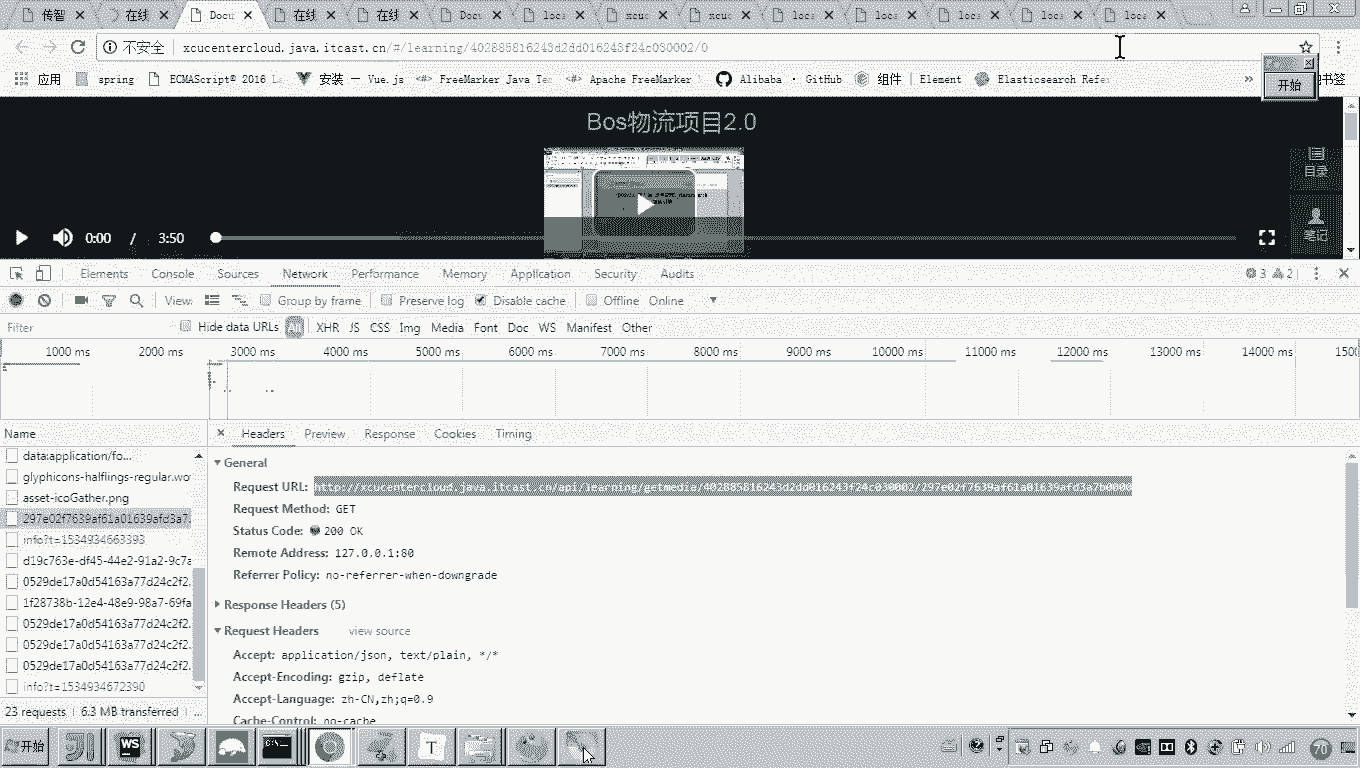 传智 在线 Docu 在线 在线 Docu loca xcuc xcuc loca loca loca loca loca
不安全 xcucentercloud.java.itcast.cn/#/learning/402885816243d2dd016243f24c030002/0
应用 spring ECMAScript® 2016 La 安装 — Vue.js FreeMarker Java Te Apache FreeMarker Alibaba · GitHub 组件 | Element Elasticsearch Refe » 书签
开始
Bos物流项目2.0
目录
笔记
0:00 / 3:50
Elements Console Sources Network Performance Memory Application Security Audits 3 2
View: Group by frame Preserve log Disable cache Offline Online
Filter Hide data URLs All XHR JS CSS Img Media Font Doc WS Manifest Other
1000 ms 2000 ms 3000 ms 4000 ms 5000 ms 6000 ms 7000 ms 8000 ms 9000 ms 10000 ms 11000 ms 12000 ms 13000 ms 14000 ms 1500
Name
data:application/fo...
glyphicons-halflings-regular.wo
asset-icoGather.png
297e02f7639af61a01639afd3a7
info?t=1534934663393
d19c763e-df45-44e2-91a2-9c7a
0529de17a0d54163a77d24c2f2
1f28738b-12e4-48e9-98a7-69fa
0529de17a0d54163a77d24c2f2
0529de17a0d54163a77d24c2f2
0529de17a0d54163a77d24c2f2
info?t=1534934672390
23 requests | 6.3 MB transferred | ...
Headers Preview Response Cookies Timing
General
Request URL: http://xcucentercloud.java.itcast.cn/api/learning/getmedia/402885816243d2dd016243f24c030002/297e02f7639af61a01639afd3a7b0000
Request Method: GET
Status Code: 200 OK
Remote Address: 127.0.0.1:80
Referrer Policy: no-referrer-when-downgrade
Response Headers (5)
Request Headers view source
Accept: application/json, text/plain, */*
Accept-Encoding: gzip, deflate
Accept-Language: zh-CN,zh;q=0.9
Cache-Control: no-cache
开始 WS T 70